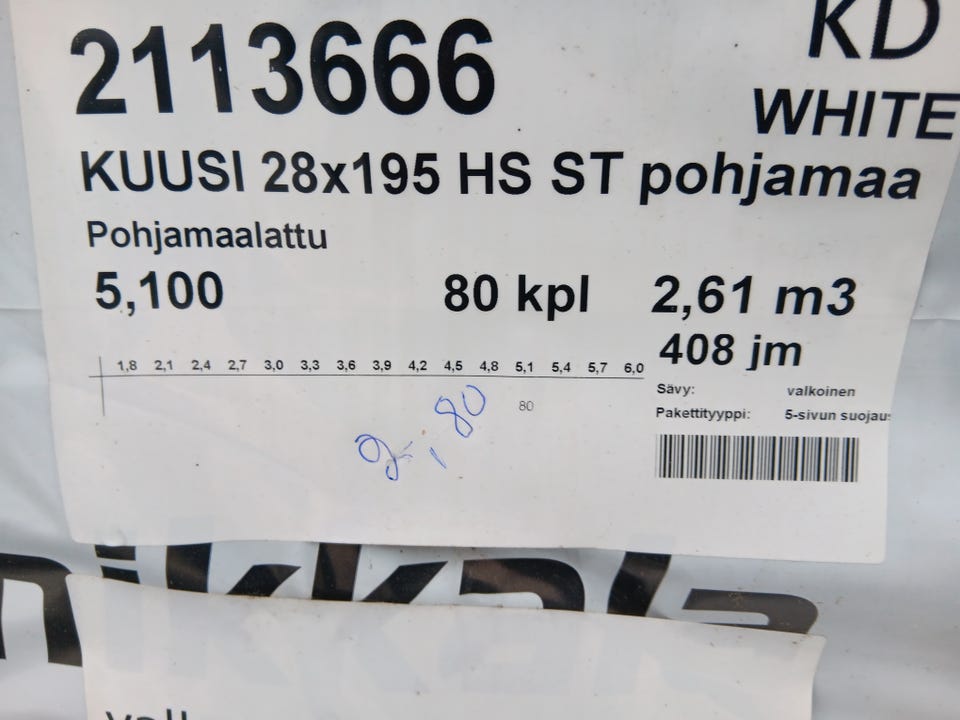 2113666
KD
WHITE
KUUSI 28x195 HS ST pohjamaa
Pohjamaalattu
5,100 80 kpl 2,61 m3
408 jm
1,8 2,1 2,4 2,7 3,0 3,3 3,6 3,9 4,2 4,5 4,8 5,1 5,4 5,7 6,0
80
Sävy: valkoinen
Pakettityyppi: 5-sivun suojaus
80